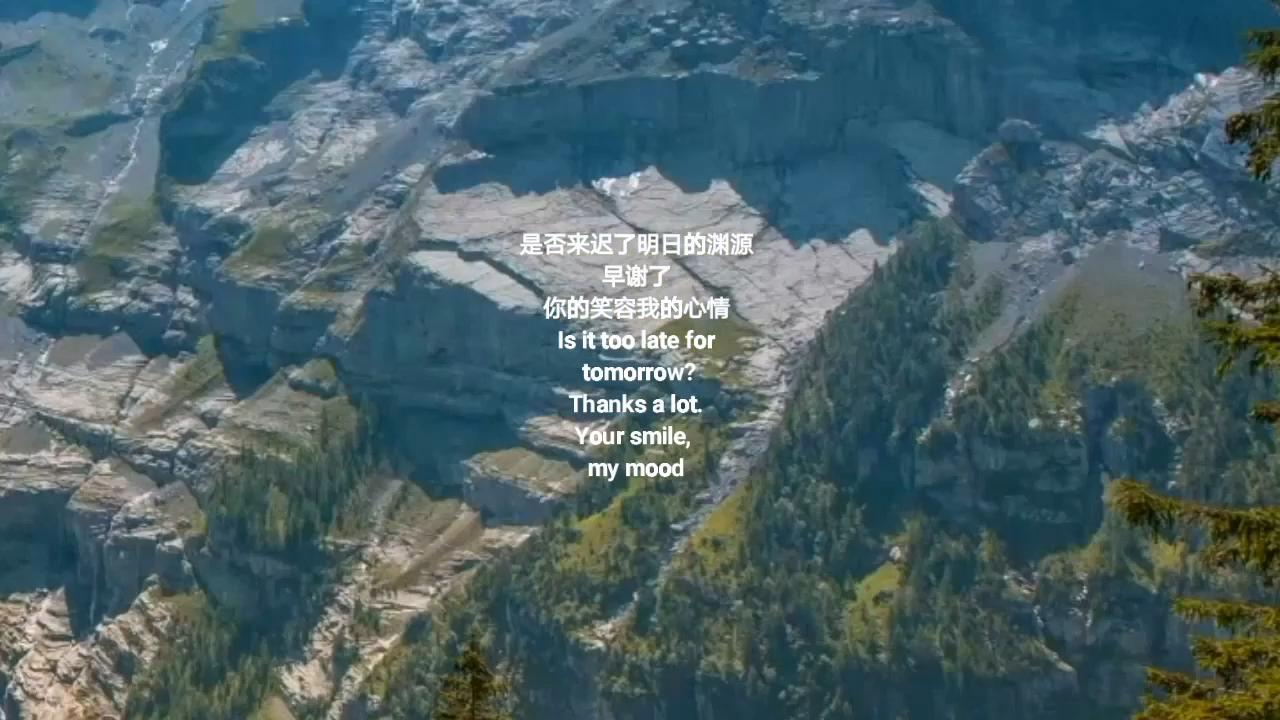 是否来迟了明日的渊源
早谢了
你的笑容我的心情
Is it too late for
tomorrow?
Thanks a lot.
Your smile,
my mood